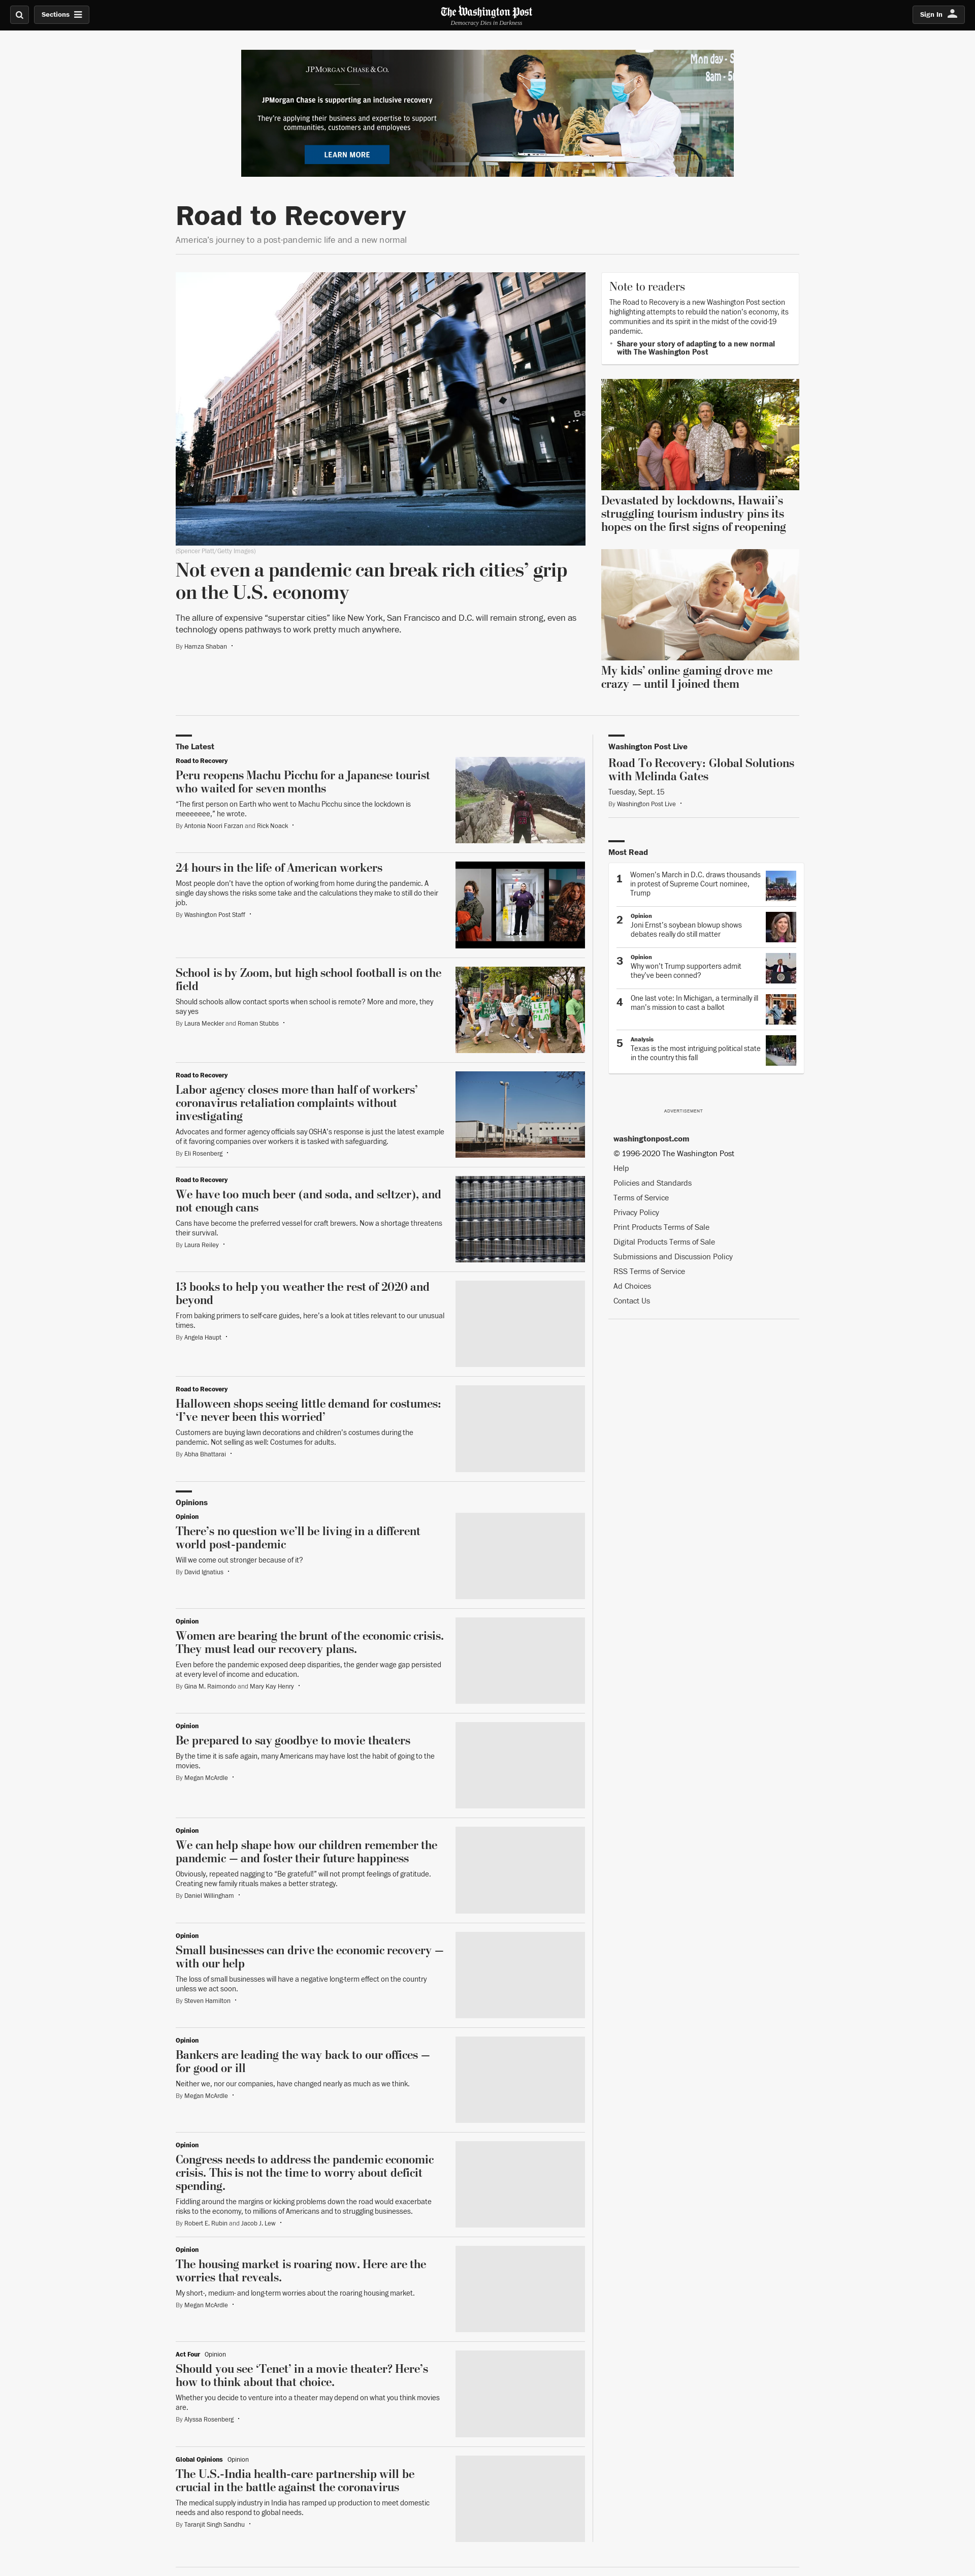 Sections
The Washington Post
Democracy Dies in Darkness
Sign In
JPMORGAN CHASE & CO.
JPMorgan Chase is supporting an inclusive recovery
They're applying their business and expertise to support
communities, customers and employees
LEARN MORE
Road to Recovery
America's journey to a post-pandemic life and a new normal
(Spencer Platt/Getty Images)
Not even a pandemic can break rich cities’ grip
on the U.S. economy
The allure of expensive “superstar cities” like New York, San Francisco and D.C. will remain strong, even as
technology opens pathways to work pretty much anywhere.
By Hamza Shaban •
Note to readers
The Road to Recovery is a new Washington Post section
highlighting attempts to rebuild the nation’s economy, its
communities and its spirit in the midst of the covid-19
pandemic.
• Share your story of adapting to a new normal
with The Washington Post
Devastated by lockdowns, Hawaii’s
struggling tourism industry pins its
hopes on the first signs of reopening
My kids’ online gaming drove me
crazy — until I joined them
The Latest
Road to Recovery
Peru reopens Machu Picchu for a Japanese tourist
who waited for seven months
“The first person on Earth who went to Machu Picchu since the lockdown is
meeeeeee,” he wrote.
By Antonia Noori Farzan and Rick Noack •
24 hours in the life of American workers
Most people don’t have the option of working from home during the pandemic. A
single day shows the risks some take and the calculations they make to still do their
job.
By Washington Post Staff •
School is by Zoom, but high school football is on the
field
Should schools allow contact sports when school is remote? More and more, they
say yes
By Laura Meckler and Roman Stubbs •
LET
PLAY
Road to Recovery
Labor agency closes more than half of workers’
coronavirus retaliation complaints without
investigating
Advocates and former agency officials say OSHA’s response is just the latest example
of it favoring companies over workers it is tasked with safeguarding.
By Eli Rosenberg •
Road to Recovery
We have too much beer (and soda, and seltzer), and
not enough cans
Cans have become the preferred vessel for craft brewers. Now a shortage threatens
their survival.
By Laura Reiley •
13 books to help you weather the rest of 2020 and
beyond
From baking primers to self-care guides, here’s a look at titles relevant to our unusual
times.
By Angela Haupt •
Road to Recovery
Halloween shops seeing little demand for costumes:
‘I’ve never been this worried’
Customers are buying lawn decorations and children’s costumes during the
pandemic. Not selling as well: Costumes for adults.
By Abha Bhattarai •
Opinions
Opinion
There’s no question we’ll be living in a different
world post-pandemic
Will we come out stronger because of it?
By David Ignatius •
Opinion
Women are bearing the brunt of the economic crisis.
They must lead our recovery plans.
Even before the pandemic exposed deep disparities, the gender wage gap persisted
at every level of income and education.
By Gina M. Raimondo and Mary Kay Henry •
Opinion
Be prepared to say goodbye to movie theaters
By the time it is safe again, many Americans may have lost the habit of going to the
movies.
By Megan McArdle •
Opinion
We can help shape how our children remember the
pandemic — and foster their future happiness
Obviously, repeated nagging to “Be grateful!” will not prompt feelings of gratitude.
Creating new family rituals makes a better strategy.
By Daniel Willingham •
Opinion
Small businesses can drive the economic recovery —
with our help
The loss of small businesses will have a negative long-term effect on the country
unless we act soon.
By Steven Hamilton •
Opinion
Bankers are leading the way back to our offices —
for good or ill
Neither we, nor our companies, have changed nearly as much as we think.
By Megan McArdle •
Opinion
Congress needs to address the pandemic economic
crisis. This is not the time to worry about deficit
spending.
Fiddling around the margins or kicking problems down the road would exacerbate
risks to the economy, to millions of Americans and to struggling businesses.
By Robert E. Rubin and Jacob J. Lew •
Opinion
The housing market is roaring now. Here are the
worries that reveals.
My short-, medium- and long-term worries about the roaring housing market.
By Megan McArdle •
Act Four Opinion
Should you see ‘Tenet’ in a movie theater? Here’s
how to think about that choice.
Whether you decide to venture into a theater may depend on what you think movies
are.
By Alyssa Rosenberg •
Global Opinions Opinion
The U.S.-India health-care partnership will be
crucial in the battle against the coronavirus
The medical supply industry in India has ramped up production to meet domestic
needs and also respond to global needs.
By Taranjit Singh Sandhu •
Washington Post Live
Road To Recovery: Global Solutions
with Melinda Gates
Tuesday, Sept. 15
By Washington Post Live •
Most Read
1 Women’s March in D.C. draws thousands
in protest of Supreme Court nominee,
Trump
2 Opinion
Joni Ernst’s soybean blowup shows
debates really do still matter
3 Opinion
Why won’t Trump supporters admit
they’ve been conned?
4 One last vote: In Michigan, a terminally ill
man’s mission to cast a ballot
5 Analysis
Texas is the most intriguing political state
in the country this fall
ADVERTISEMENT
washingtonpost.com
© 1996-2020 The Washington Post
Help
Policies and Standards
Terms of Service
Privacy Policy
Print Products Terms of Sale
Digital Products Terms of Sale
Submissions and Discussion Policy
RSS Terms of Service
Ad Choices
Contact Us